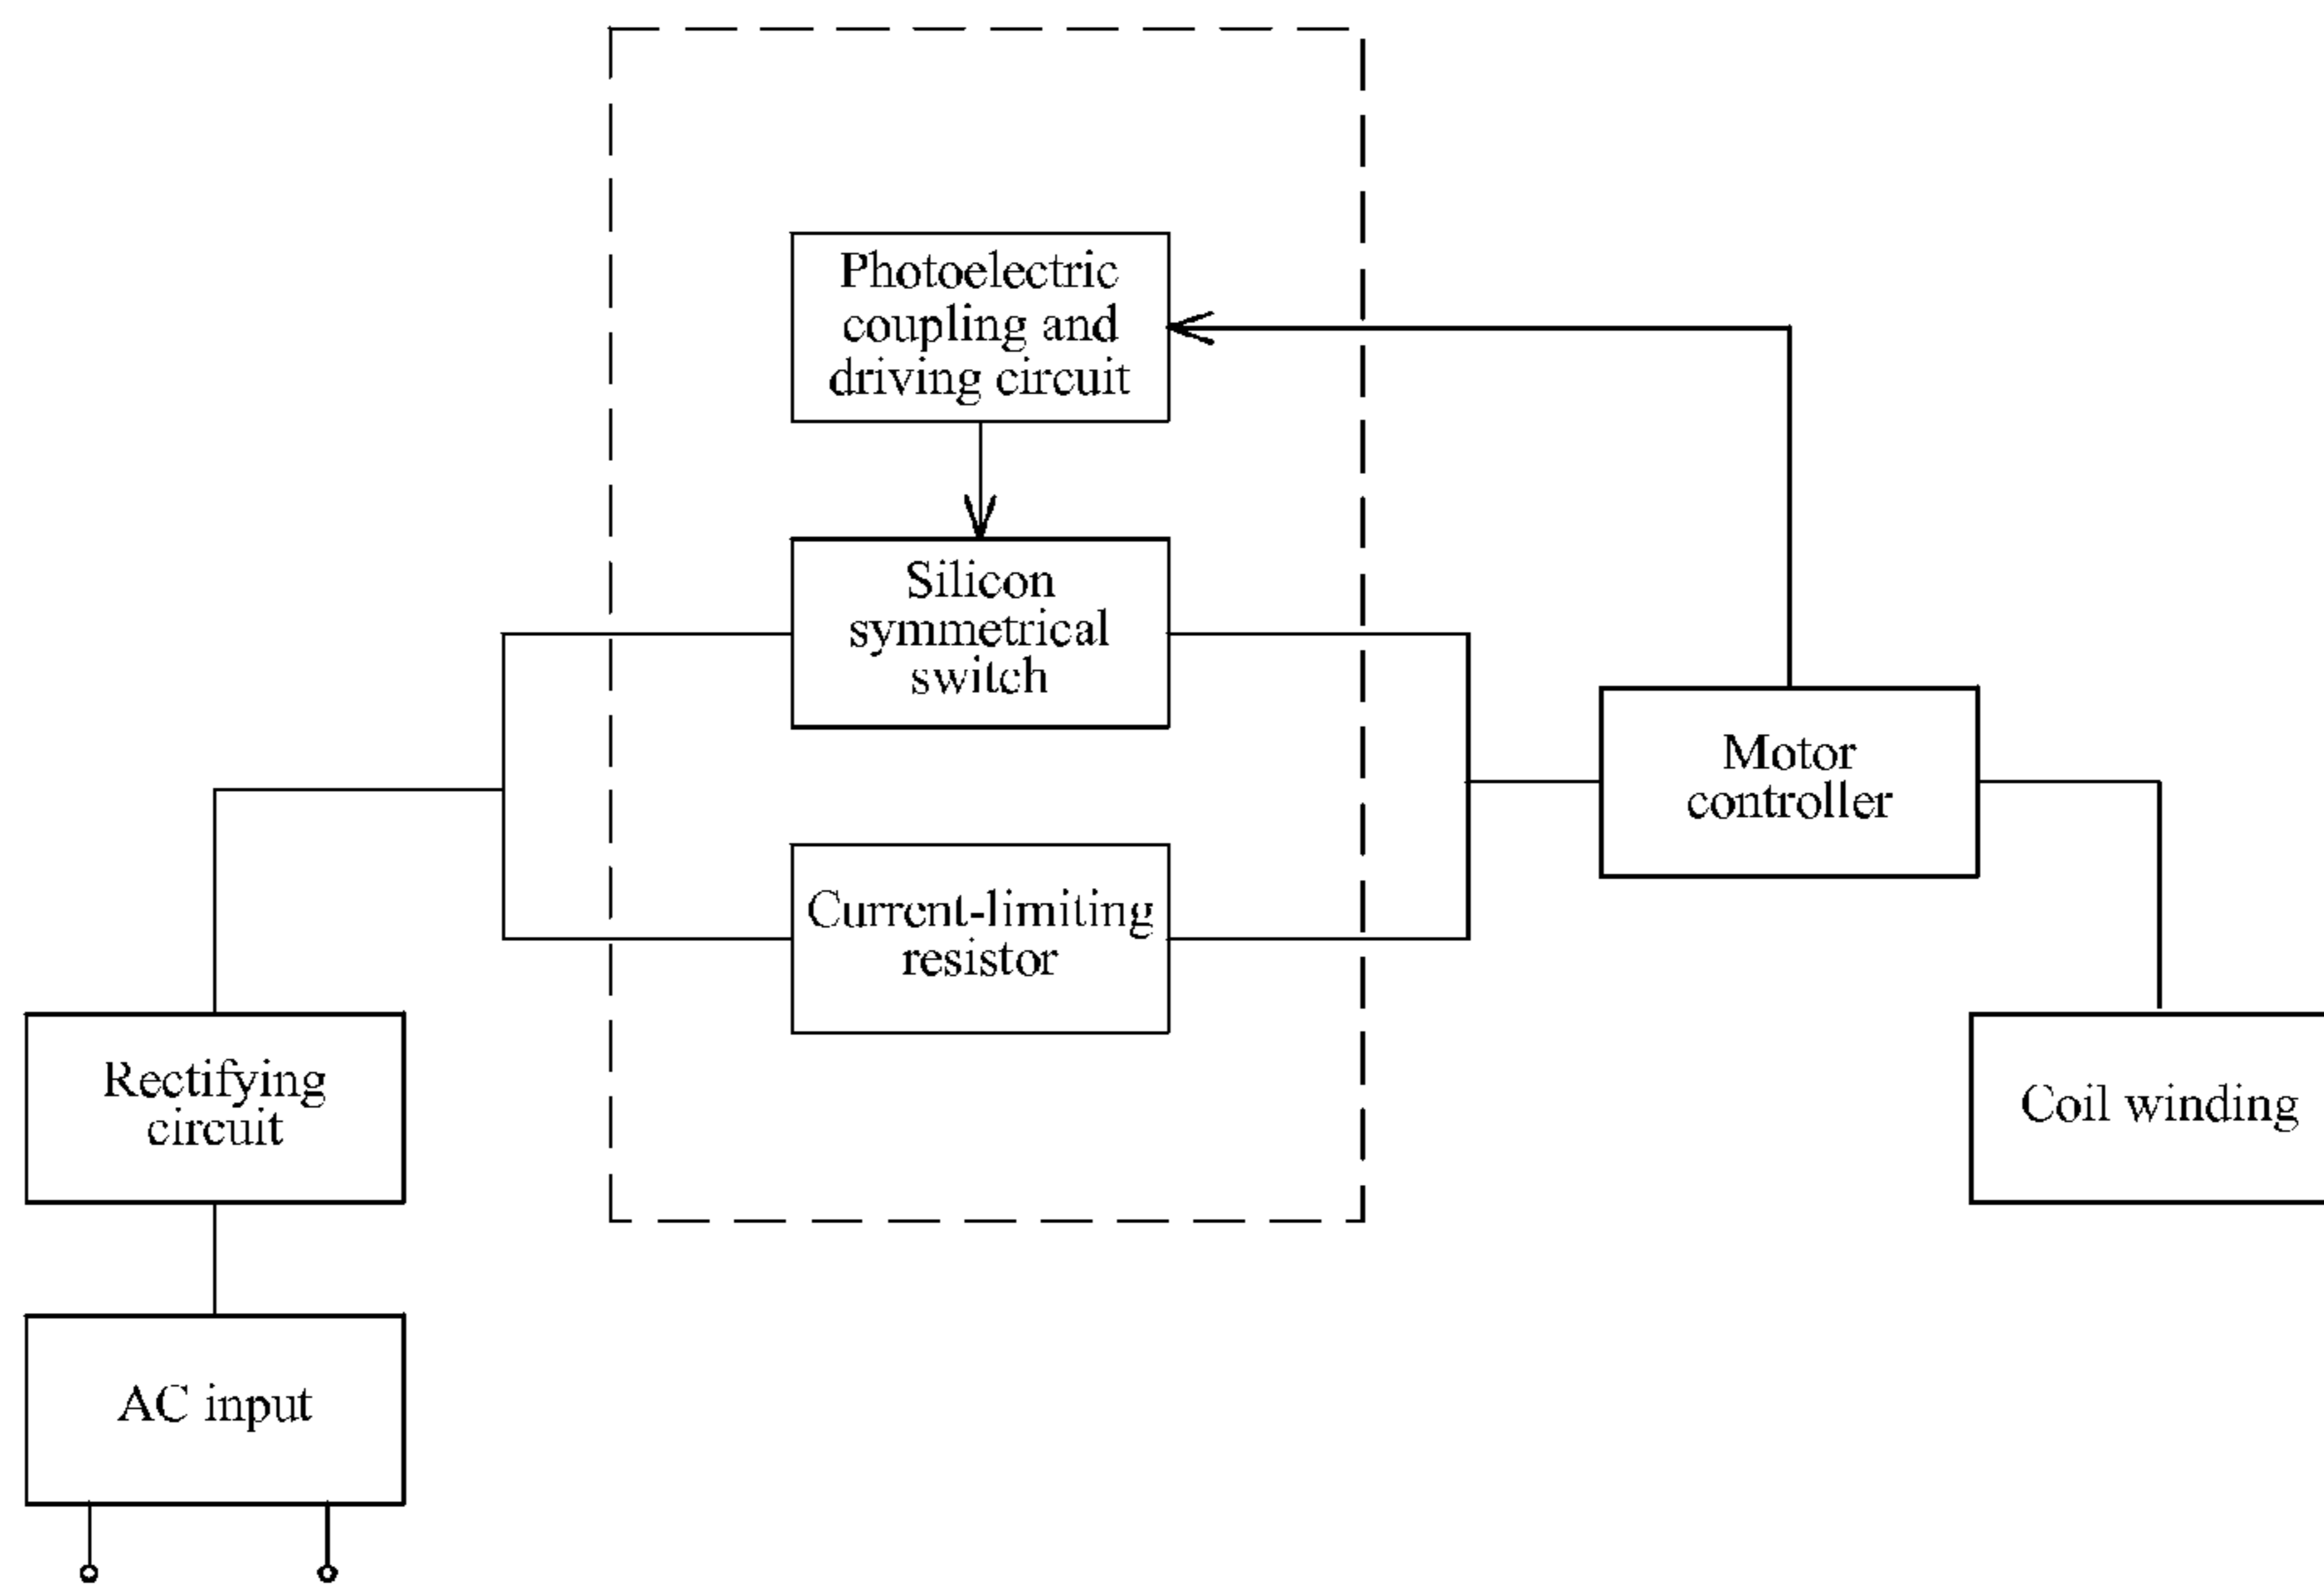 Photoelectric
coupling and
driving circuit
Silicon
symmetrical
switch
Motor
controller
Current-limiting
resistor
Rectifying
circuit
Coil winding
AC input